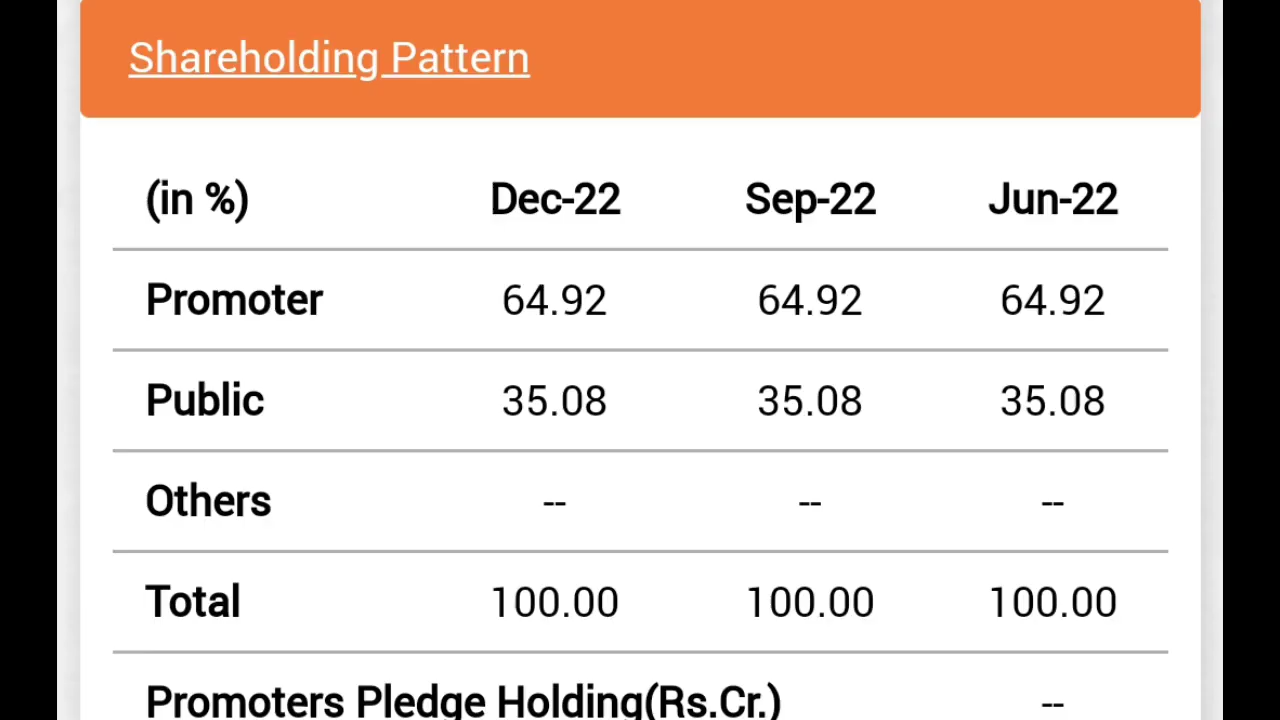 Shareholding Pattern
(in %) Dec-22 Sep-22 Jun-22
Promoter 64.92 64.92 64.92
Public 35.08 35.08 35.08
Others -- -- --
Total 100.00 100.00 100.00
Promoters Pledge Holding(Rs.Cr.) --